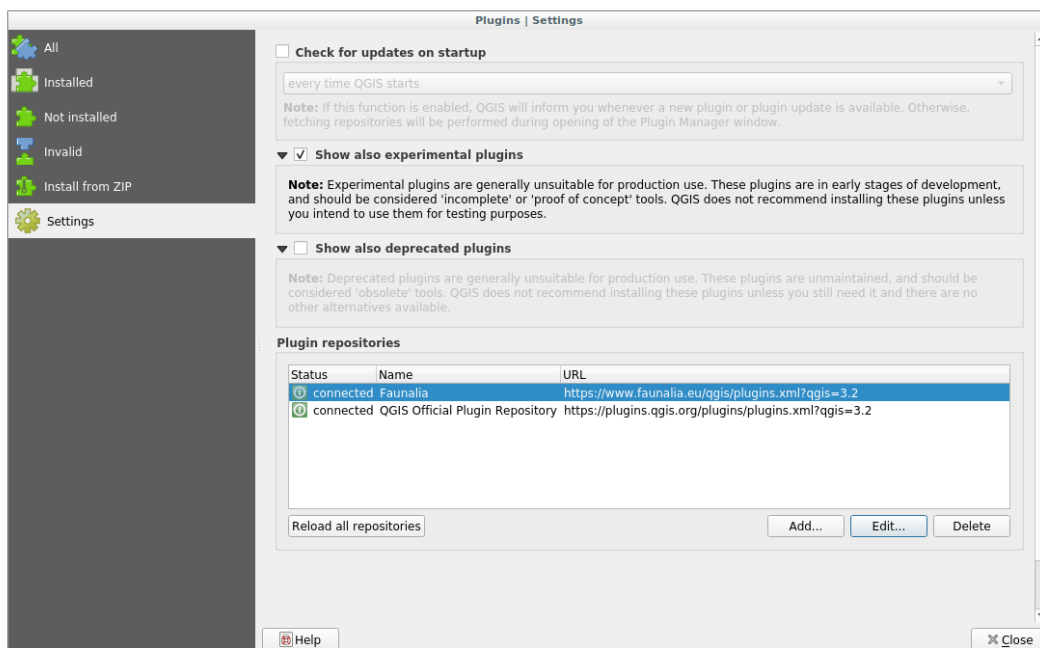 Plugins | Settings
All
Installed
Not installed
Invalid
Install from ZIP
Settings
Check for updates on startup
every time QGIS starts
Note: If this function is enabled, QGIS will inform you whenever a new plugin or plugin update is available. Otherwise,
fetching repositories will be performed during opening of the Plugin Manager window.
Show also experimental plugins
Note: Experimental plugins are generally unsuitable for production use. These plugins are in early stages of development,
and should be considered 'incomplete' or 'proof of concept' tools. QGIS does not recommend installing these plugins unless
you intend to use them for testing purposes.
Show also deprecated plugins
Note: Deprecated plugins are generally unsuitable for production use. These plugins are unmaintained, and should be
considered 'obsolete' tools. QGIS does not recommend installing these plugins unless you still need it and there are no
other alternatives available.
Plugin repositories
Status Name URL
connected Faunalia https://www.faunalia.eu/qgis/plugins.xml?qgis=3.2
connected QGIS Official Plugin Repository https://plugins.qgis.org/plugins/plugins.xml?qgis=3.2
Reload all repositories Add... Edit... Delete
Help Close